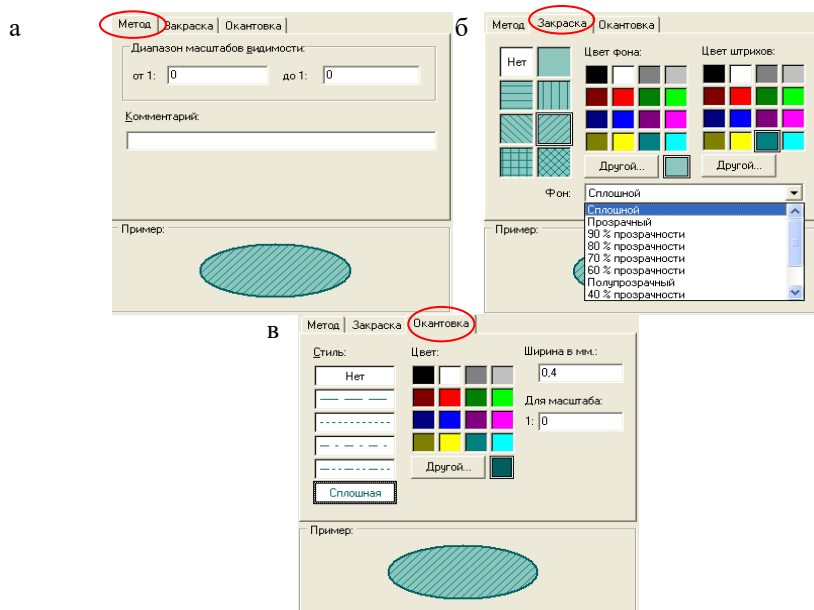 а
Метод Закраска Окантовка
Диапазон масштабов видимости:
от 1: 0 до 1: 0
Комментарий:
Пример:
б
Метод Закраска Окантовка
Нет
Цвет фона: Цвет штрихов:
Другой... Другой...
Фон: Сплошной
Сплошной
Прозрачный
90 % прозрачности
80 % прозрачности
70 % прозрачности
60 % прозрачности
Полупрозрачный
40 % прозрачности
Пример:
в
Метод Закраска Окантовка
Стиль: Цвет: Ширина в мм.:
Нет
0,4
Для масштаба:
1: 0
Другой...
Сплошная
Пример: